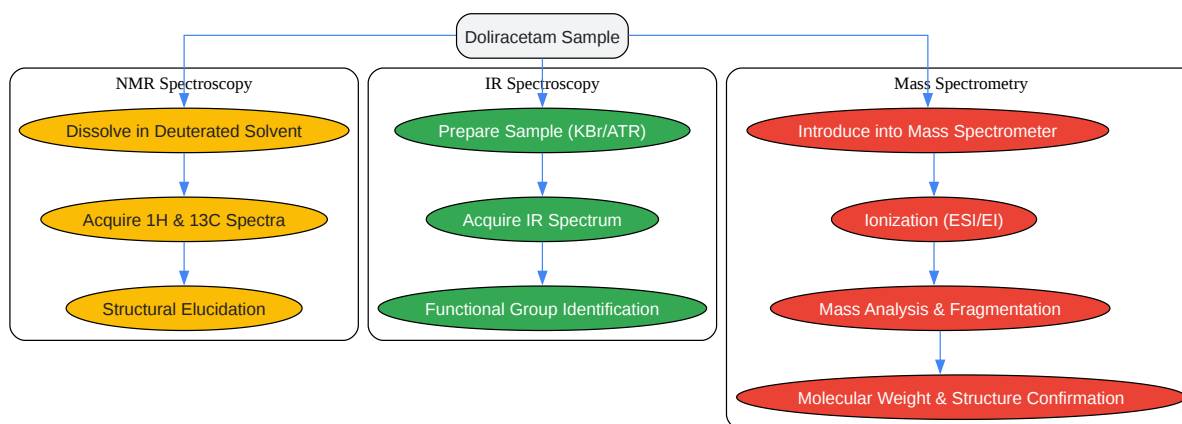 Doliracetam Sample
NMR Spectroscopy
Dissolve in Deuterated Solvent
Acquire 1H & 13C Spectra
Structural Elucidation
IR Spectroscopy
Prepare Sample (KBr/ATR)
Acquire IR Spectrum
Functional Group Identification
Mass Spectrometry
Introduce into Mass Spectrometer
Ionization (ESI/EI)
Mass Analysis & Fragmentation
Molecular Weight & Structure Confirmation